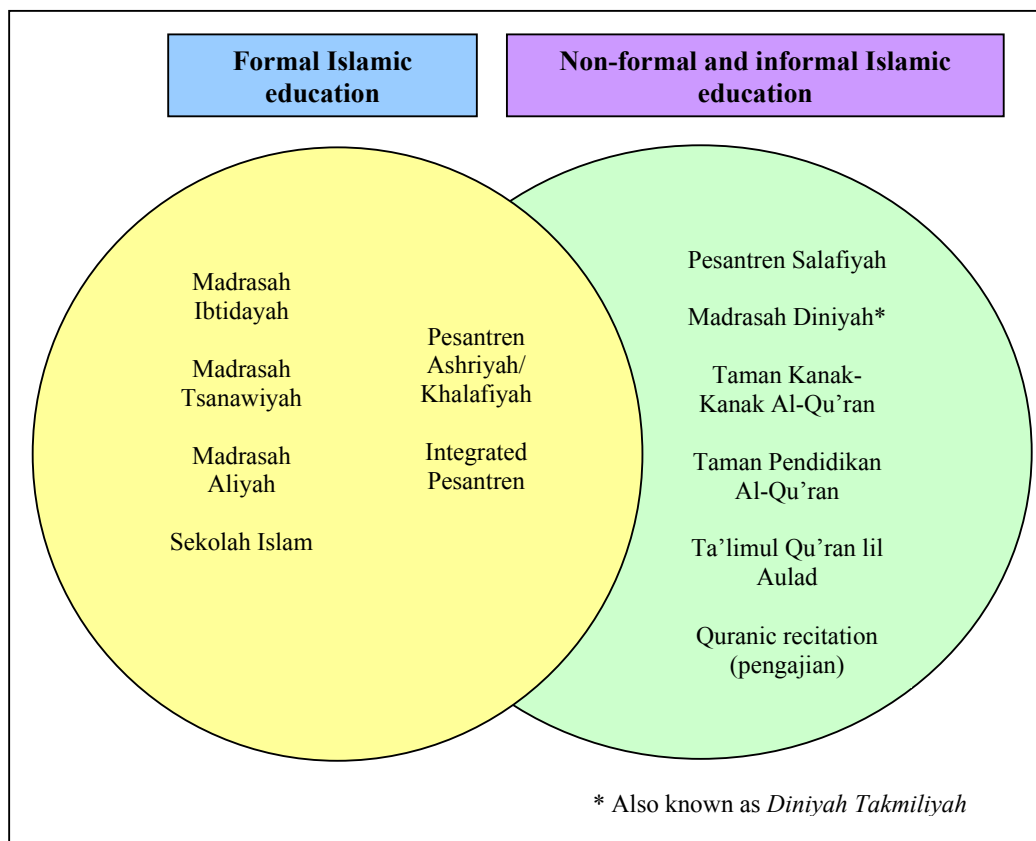 Formal Islamic
education
Non-formal and informal Islamic
education
Madrasah
Ibtidayah
Madrasah
Tsanawiyah
Madrasah
Aliyah
Sekolah Islam
Pesantren
Ashriyah/
Khalafiyah
Integrated
Pesantren
Pesantren Salafiyah
Madrasah Diniyah*
Taman Kanak-
Kanak Al-Qu’ran
Taman Pendidikan
Al-Qu’ran
Ta’limul Qu’ran lil
Aulad
Quranic recitation
(pengajian)
* Also known as Diniyah Takmiliyah